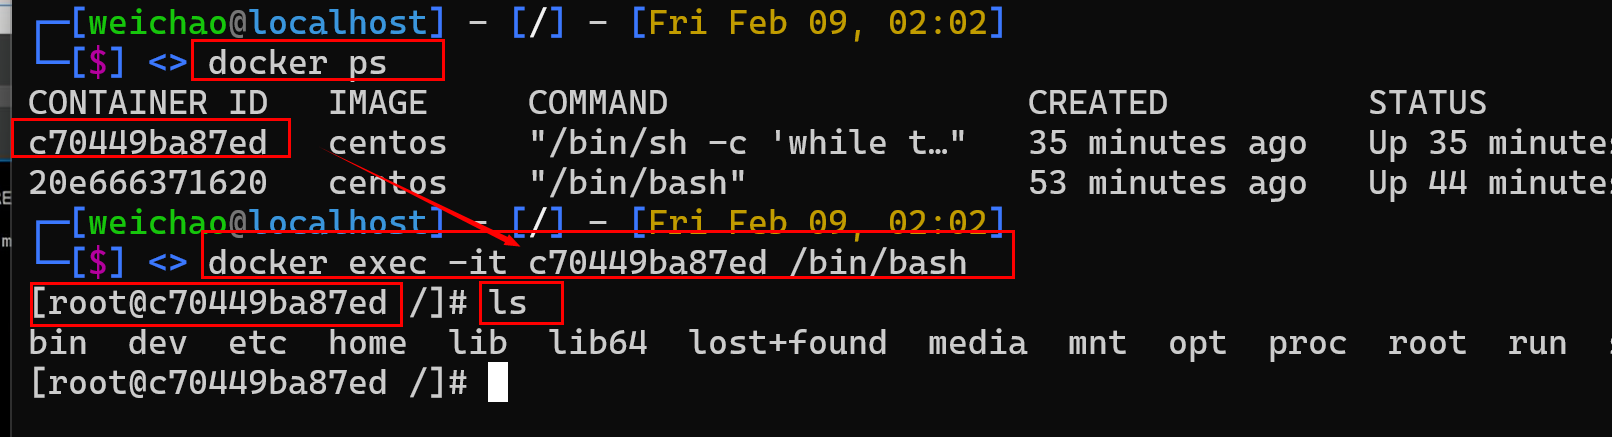 [weichao@localhost] - [/] - [Fri Feb 09, 02:02]
[$] <> docker ps
CONTAINER ID IMAGE COMMAND CREATED STATUS
c70449ba87ed centos "/bin/sh -c 'while t…" 35 minutes ago Up 35 minutes
20e666371620 centos "/bin/bash" 53 minutes ago Up 44 minutes
[weichao@localhost] - [/] - [Fri Feb 09, 02:02]
[$] <> docker exec -it c70449ba87ed /bin/bash
[root@c70449ba87ed /]# ls
bin dev etc home lib lib64 lost+found media mnt opt proc root run
[root@c70449ba87ed /]#